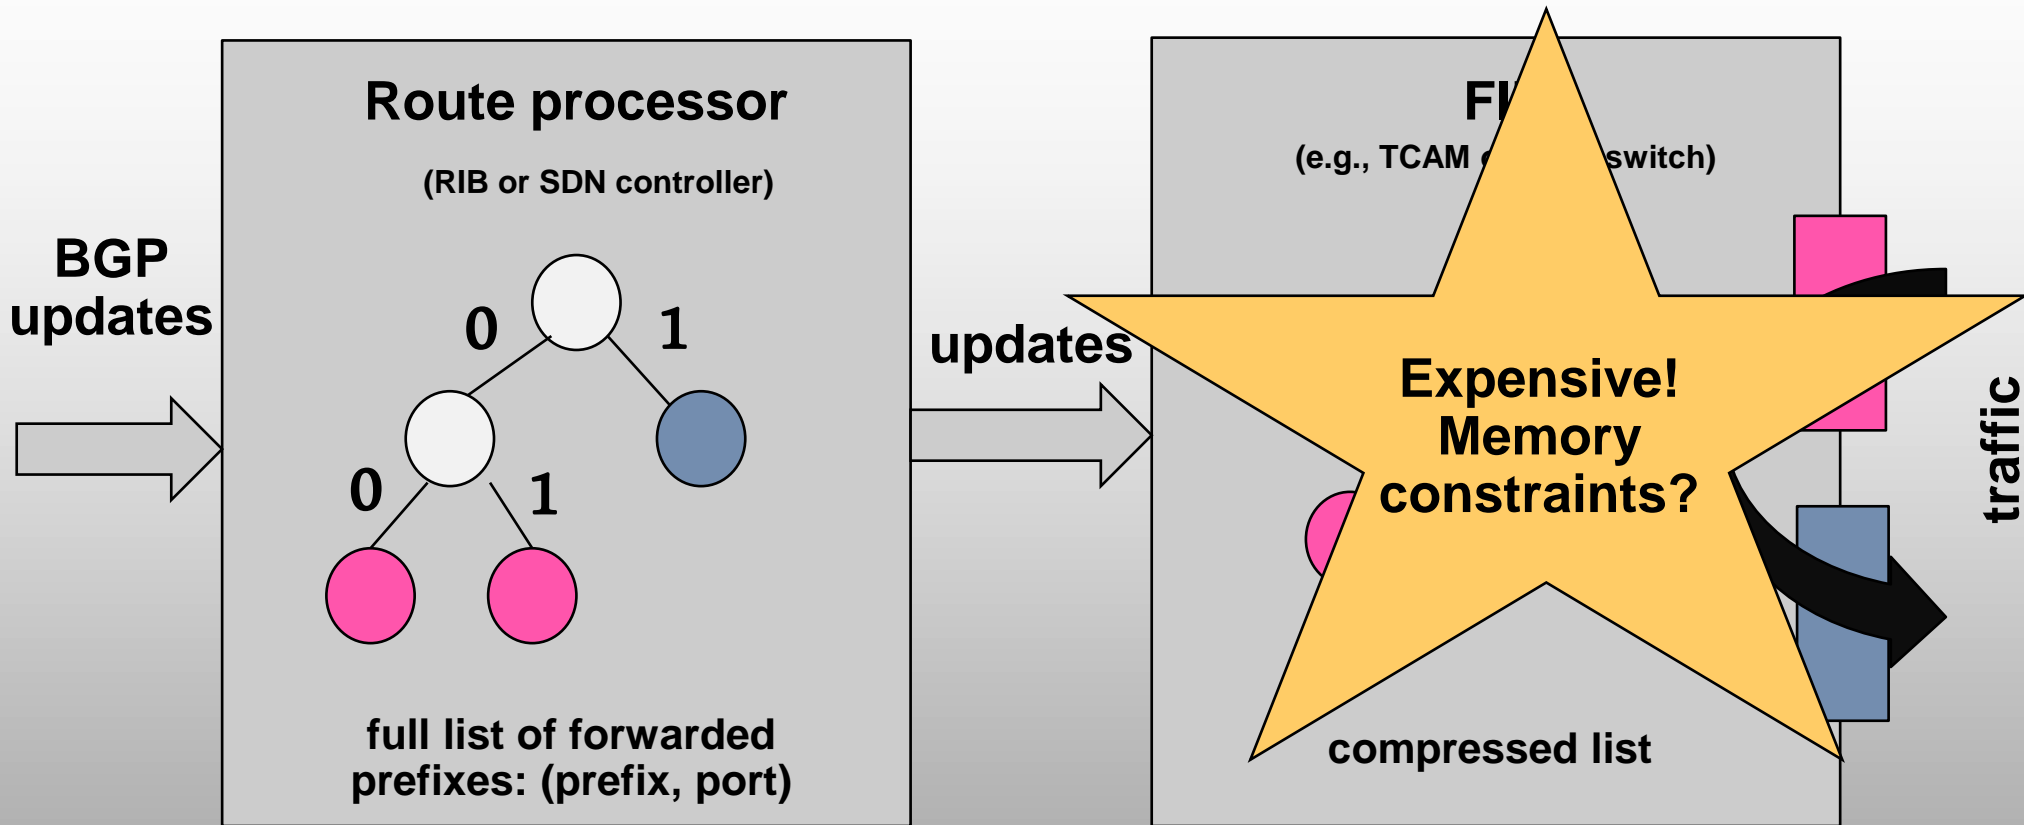 Route processor
(RIB or SDN controller)
BGP
updates
0
1
0
1
full list of forwarded
prefixes: (prefix, port)
updates
(e.g., TCAM switch)
Expensive!
Memory
constraints?
compressed list
traffic